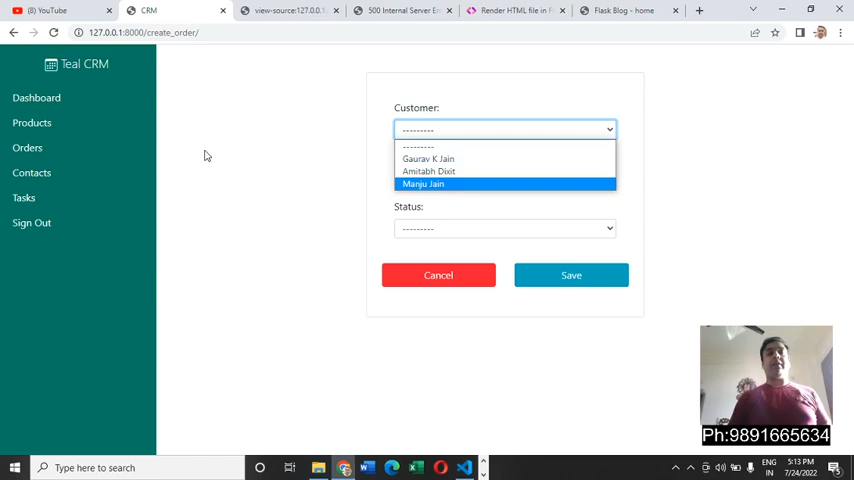 (8) YouTube
CRM
view-source:127.0.0.1
500 Internal Server Er
Render HTML file in F
Flask Blog - home
127.0.0.1:8000/create_order/
Teal CRM
Dashboard
Products
Orders
Contacts
Tasks
Sign Out
Customer:
---------
---------
Gaurav K Jain
Amitabh Dixit
Manju Jain
Status:
---------
Cancel
Save
Ph:9891665634
Type here to search
ENG
IN
5:13 PM
7/24/2022
5